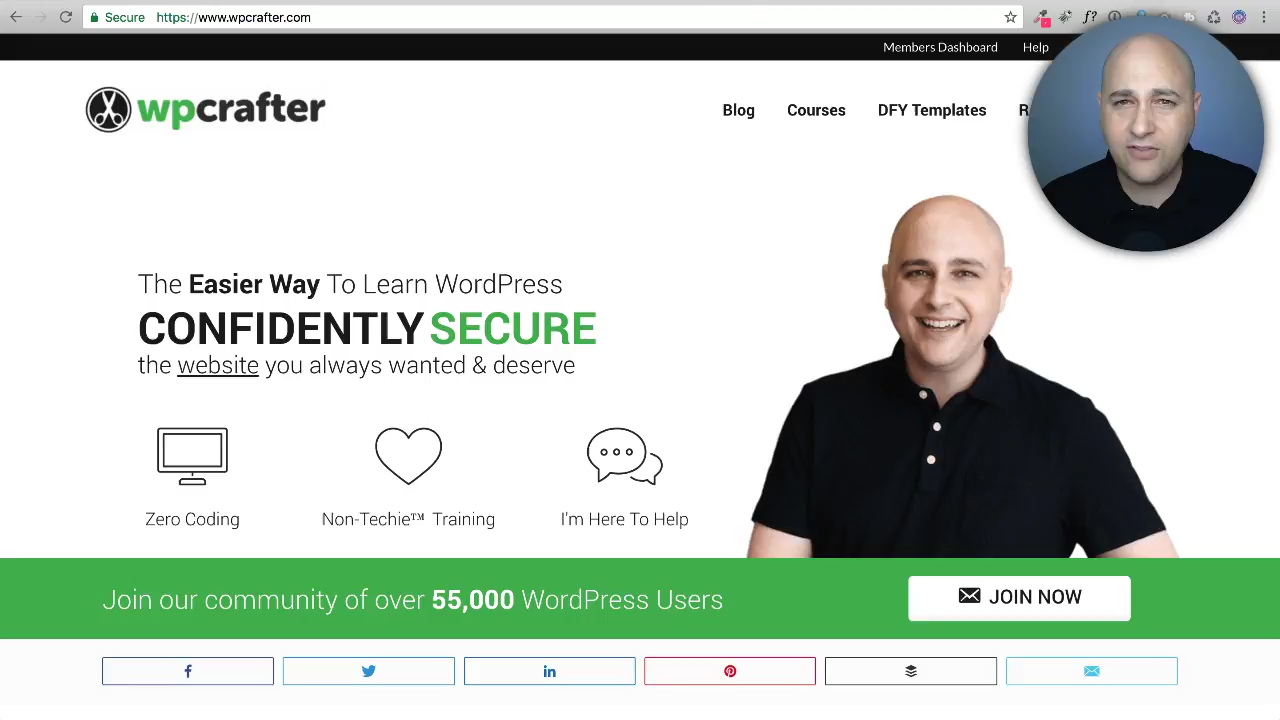 Secure https://www.wpcrafter.com
Members Dashboard Help
wpcrafter
Blog Courses DFY Templates R
The Easier Way To Learn WordPress
CONFIDENTLY SECURE
the website you always wanted & deserve
Zero Coding Non-Techie™ Training I'm Here To Help
Join our community of over 55,000 WordPress Users
JOIN NOW